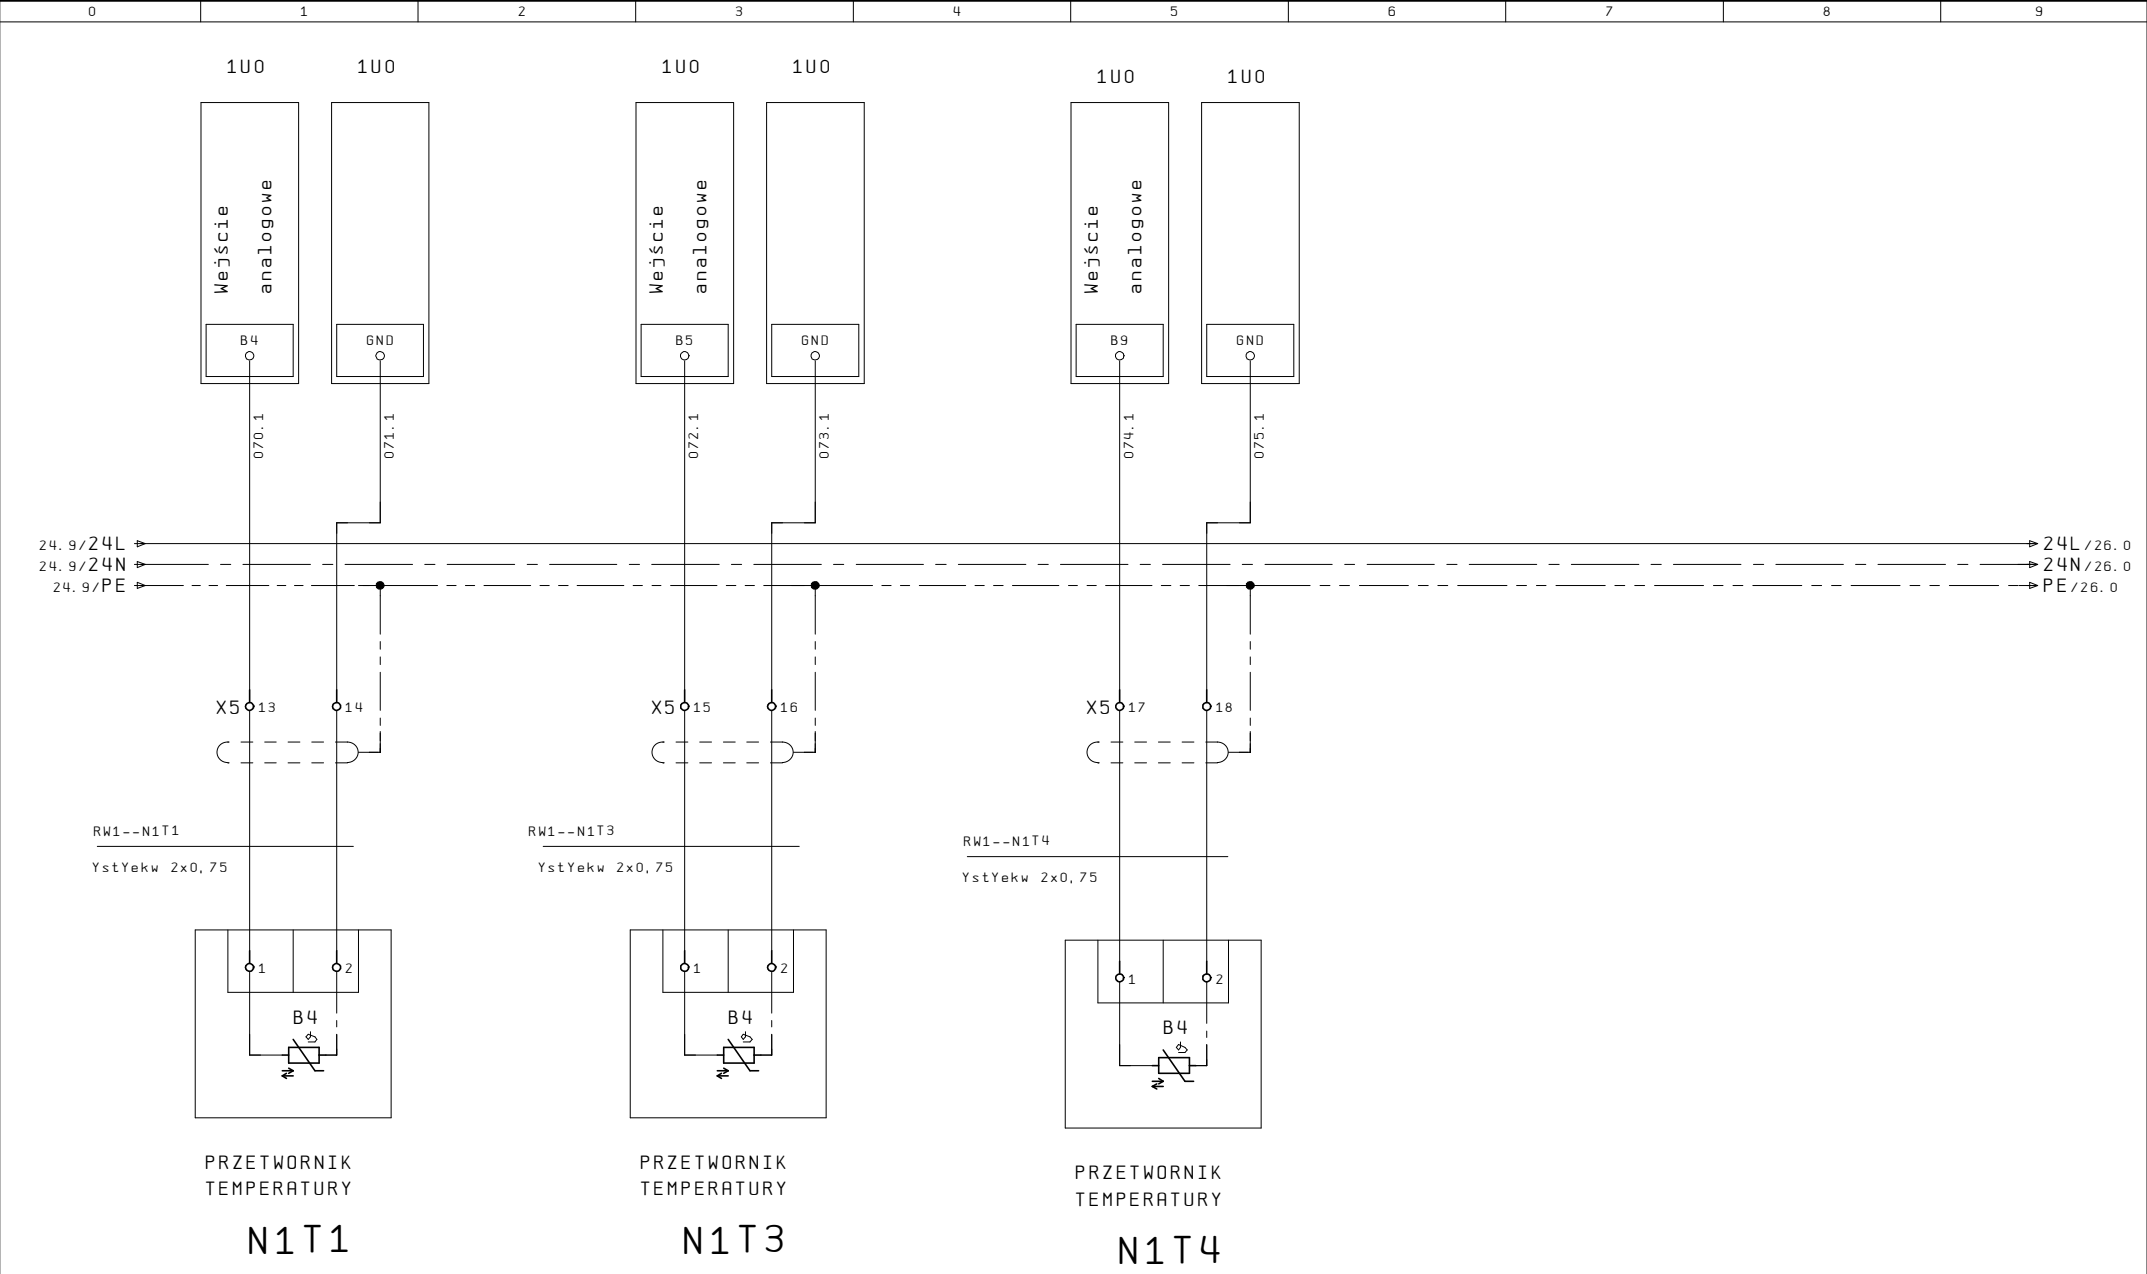 0 1 2 3 4 5 6 7 8 9
1U0 1U0 1U0 1U0 1U0 1U0
Wejście
analogowe
Wejście
analogowe
Wejście
analogowe
B4 GND B5 GND B9 GND
070.1 071.1 072.1 073.1 074.1 075.1
24.9/24L 24L/26.0
24.9/24N 24N/26.0
24.9/PE PE/26.0
X5 13 14 X5 15 16 X5 17 18
RW1--N1T1 RW1--N1T3 RW1--N1T4
YstYekw 2x0,75 YstYekw 2x0,75 YstYekw 2x0,75
1 2 1 2 1 2
B4 B4 B4
PRZETWORNIK
TEMPERATURY
N1T1
PRZETWORNIK
TEMPERATURY
N1T3
PRZETWORNIK
TEMPERATURY
N1T4